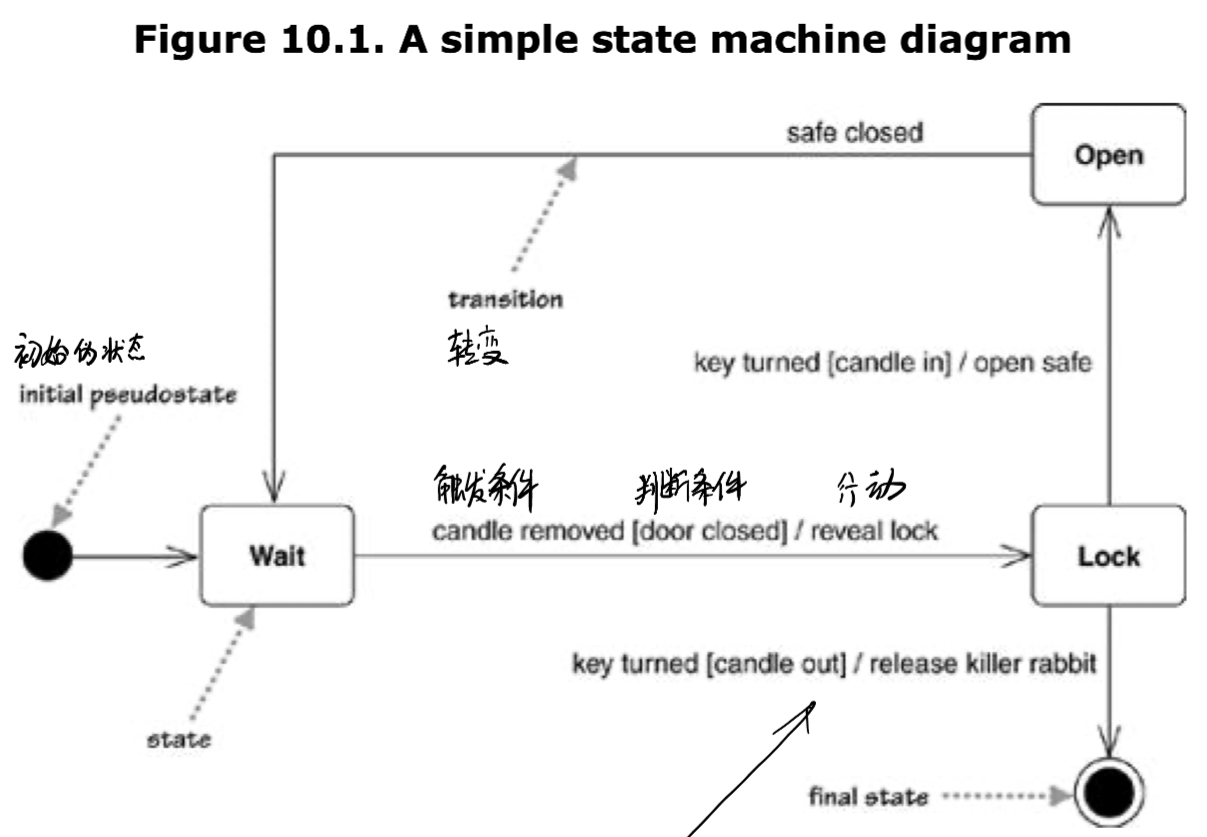 Figure 10.1. A simple state machine diagram
safe closed
Open
transition
转变
初始伪状态
initial pseudostate
key turned [candle in] / open safe
触发条件 判断条件 行动
candle removed [door closed] / reveal lock
Wait
Lock
key turned [candle out] / release killer rabbit
state
final state